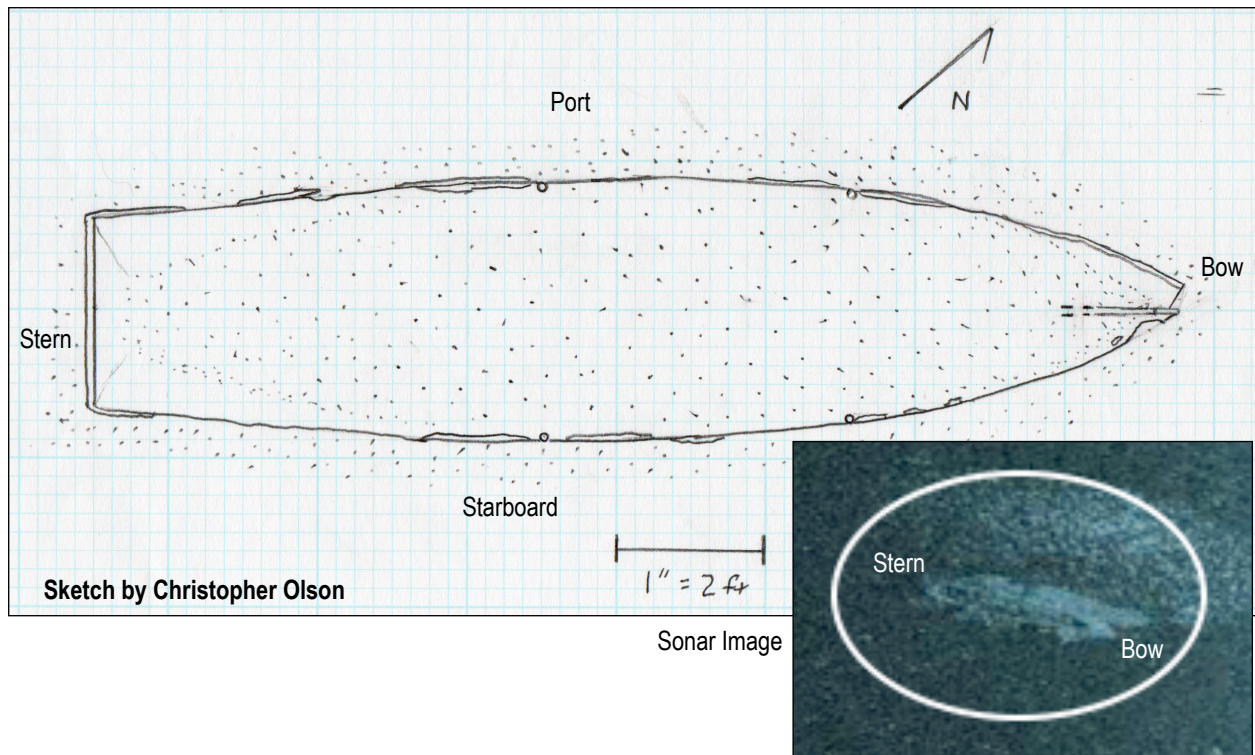 N
Port
Bow
Stern
Starboard
1" = 2 ft
Sketch by Christopher Olson
Sonar Image
Stern
Bow